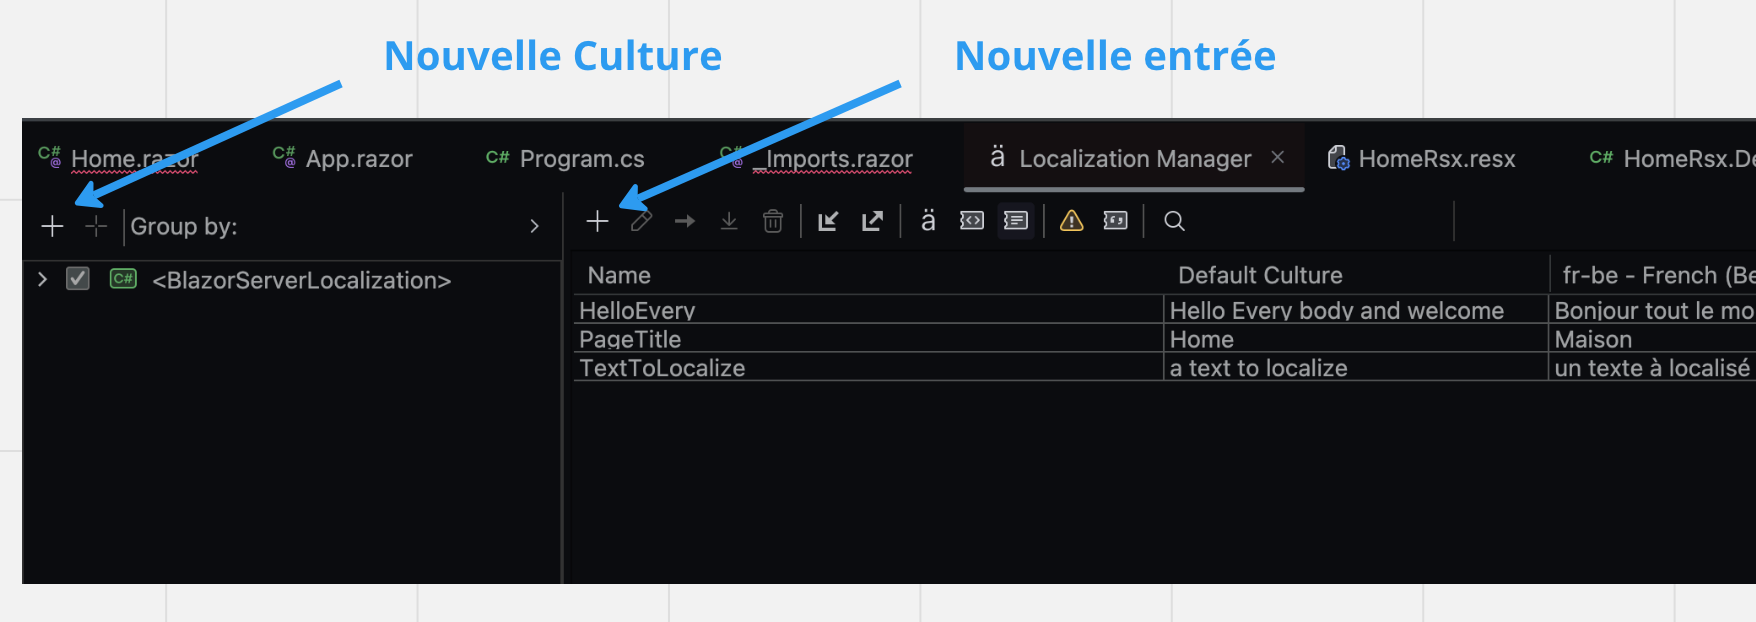 Nouvelle Culture
Nouvelle entrée
C# @ Home.razor
C# @ App.razor
C# Program.cs
C# @ _Imports.razor
ä Localization Manager ×
HomeRsx.resx
C# HomeRsx.De
Group by:
ä
C# <BlazorServerLocalization>
Name
Default Culture
fr-be - French (Be
HelloEvery
Hello Every body and welcome
Bonjour tout le mo
PageTitle
Home
Maison
TextToLocalize
a text to localize
un texte à localisé